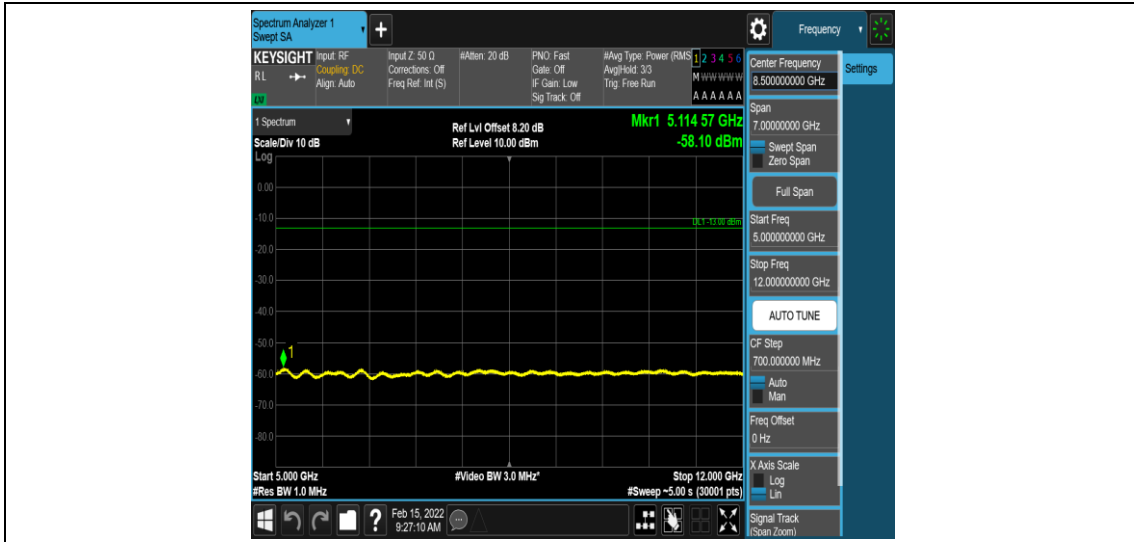 Spectrum Analyzer 1
Swept SA
+
Frequency
KEYSIGHT
RL
LXI
Input: RF
Coupling: DC
Align: Auto
Input Z: 50 Ω
Corrections: Off
Freq Ref: Int (S)
#Atten: 20 dB
PNO: Fast
Gate: Off
IF Gain: Low
Sig Track: Off
#Avg Type: Power (RMS
Avg|Hold: 3/3
Trig: Free Run
1 2 3 4 5 6
M W W W W W
A A A A A A
1 Spectrum
Scale/Div 10 dB
Log
Ref Lvl Offset 8.20 dB
Ref Level 10.00 dBm
Mkr1 5.114 57 GHz
-58.10 dBm
0.00
-10.0
DL1 -13.00 dBm
-20.0
-30.0
-40.0
-50.0
1
-60.0
-70.0
-80.0
Start 5.000 GHz
#Res BW 1.0 MHz
#Video BW 3.0 MHz*
Stop 12.000 GHz
#Sweep ~5.00 s (30001 pts)
?
Feb 15, 2022
9:27:10 AM
Center Frequency
8.500000000 GHz
Settings
Span
7.00000000 GHz
Swept Span
Zero Span
Full Span
Start Freq
5.000000000 GHz
Stop Freq
12.000000000 GHz
AUTO TUNE
CF Step
700.000000 MHz
Auto
Man
Freq Offset
0 Hz
X Axis Scale
Log
Lin
Signal Track
(Span Zoom)